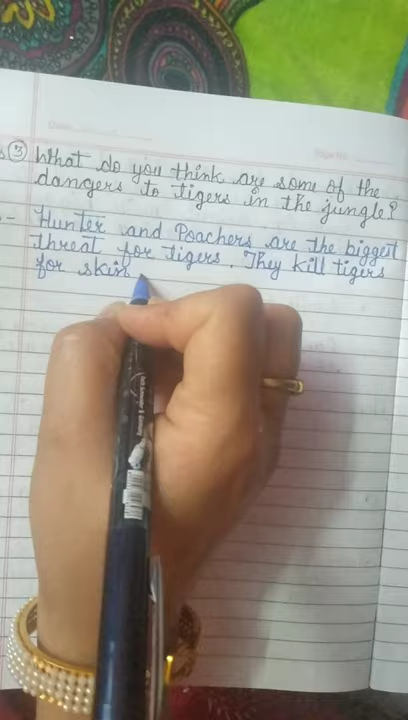 ③ What do you think are some of the
dangers to tigers in the jungle?
- Hunter and Poachers are the biggest
threat for tigers. They kill tigers
for skin